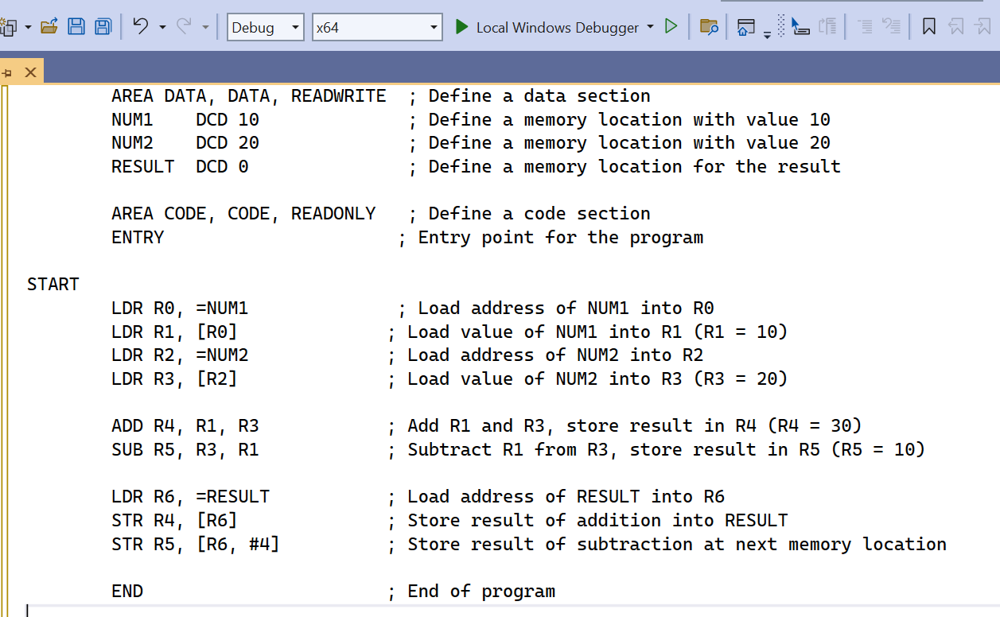 Debug x64 Local Windows Debugger
AREA DATA, DATA, READWRITE ; Define a data section
NUM1 DCD 10 ; Define a memory location with value 10
NUM2 DCD 20 ; Define a memory location with value 20
RESULT DCD 0 ; Define a memory location for the result
AREA CODE, CODE, READONLY ; Define a code section
ENTRY ; Entry point for the program
START
LDR R0, =NUM1 ; Load address of NUM1 into R0
LDR R1, [R0] ; Load value of NUM1 into R1 (R1 = 10)
LDR R2, =NUM2 ; Load address of NUM2 into R2
LDR R3, [R2] ; Load value of NUM2 into R3 (R3 = 20)
ADD R4, R1, R3 ; Add R1 and R3, store result in R4 (R4 = 30)
SUB R5, R3, R1 ; Subtract R1 from R3, store result in R5 (R5 = 10)
LDR R6, =RESULT ; Load address of RESULT into R6
STR R4, [R6] ; Store result of addition into RESULT
STR R5, [R6, #4] ; Store result of subtraction at next memory location
END ; End of program